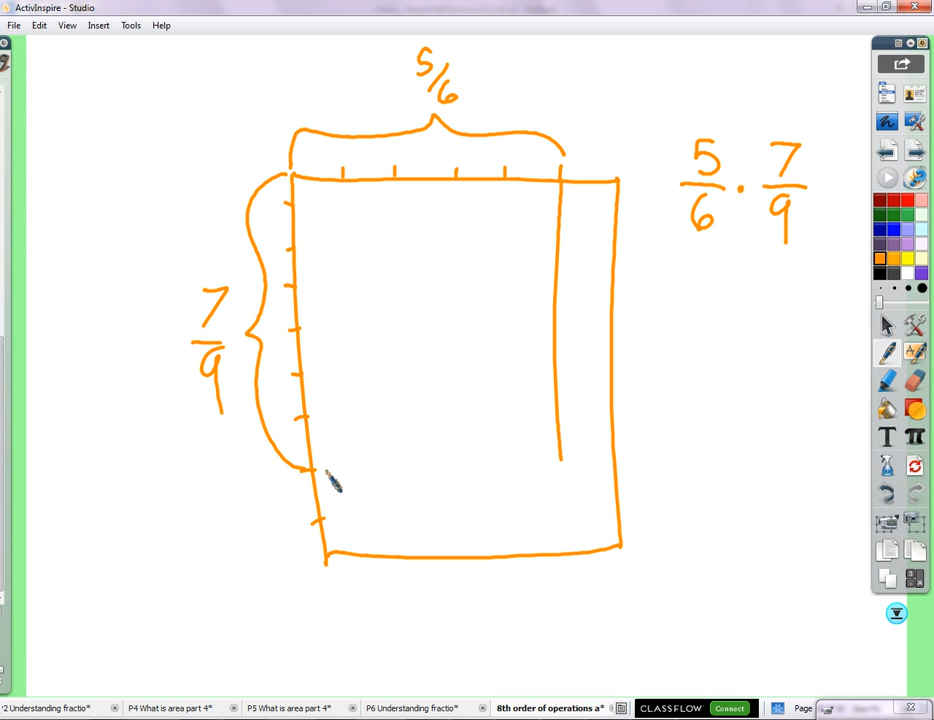 ActivInspire - Studio
File Edit View Insert Tools Help
5/6
5/6 · 7/9
7/9
T π
'2 Understanding fractio* P4 What is area part 4* P5 What is area part 4* P6 Understanding fractio* 8th order of operations a* CLASSFLOW Connect Page